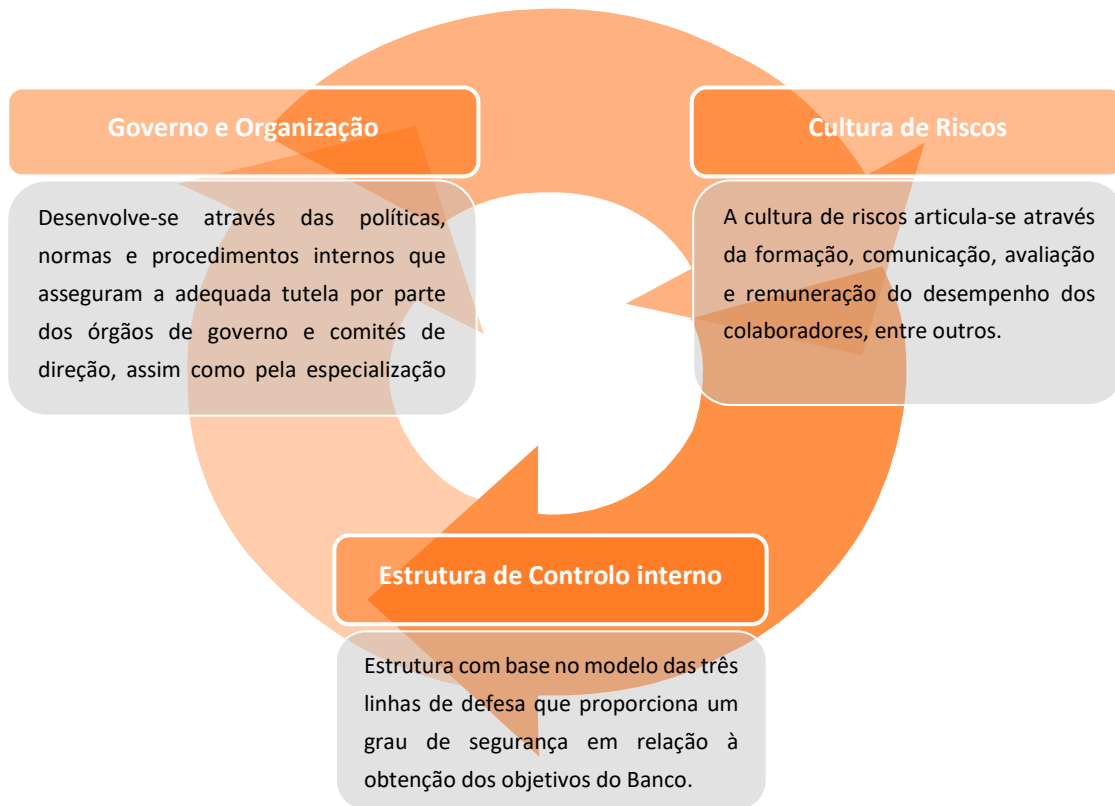 Governo e Organização
Desenvolve-se através das políticas,
normas e procedimentos internos que
asseguram a adequada tutela por parte
dos órgãos de governo e comités de
direção, assim como pela especialização
Cultura de Riscos
A cultura de riscos articula-se através
da formação, comunicação, avaliação
e remuneração do desempenho dos
colaboradores, entre outros.
Estrutura de Controlo interno
Estrutura com base no modelo das três
linhas de defesa que proporciona um
grau de segurança em relação à
obtenção dos objetivos do Banco.